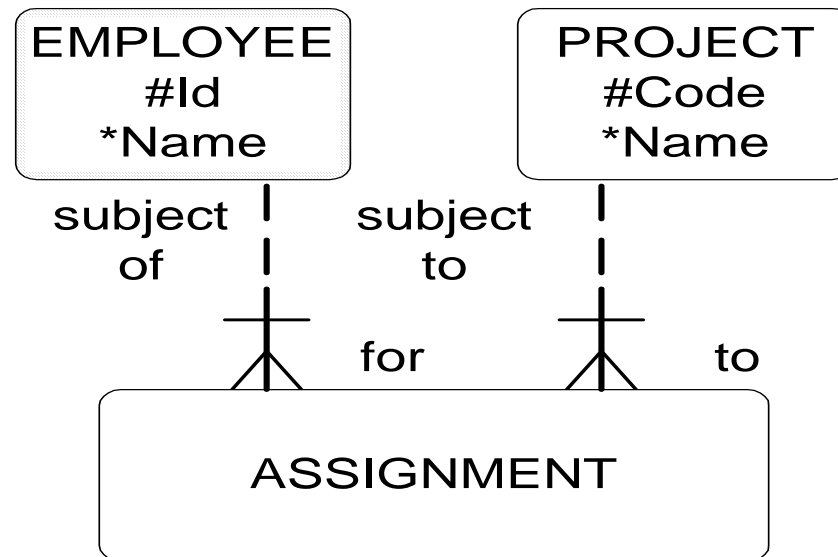 EMPLOYEE
#Id
*Name
PROJECT
#Code
*Name
subject
of
subject
to
for
to
ASSIGNMENT